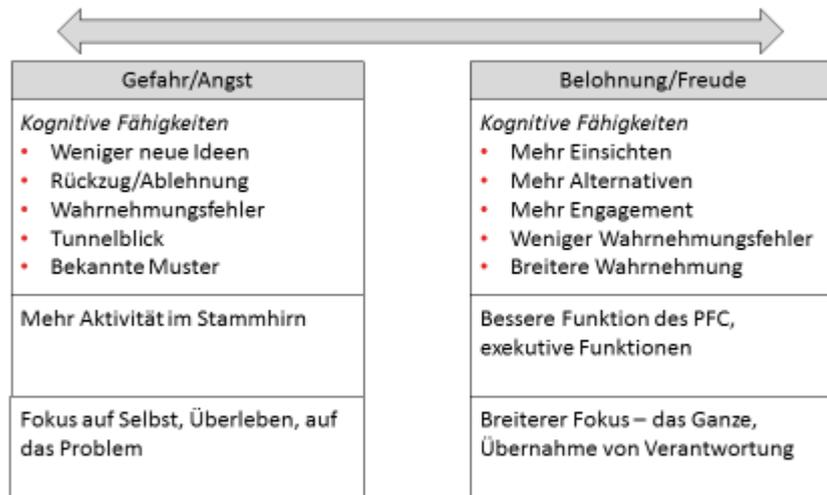 Gefahr/Angst
Kognitive Fähigkeiten
• Weniger neue Ideen
• Rückzug/Ablehnung
• Wahrnehmungsfehler
• Tunnelblick
• Bekannte Muster
Mehr Aktivität im Stammhirn
Fokus auf Selbst, Überleben, auf
das Problem
Belohnung/Freude
Kognitive Fähigkeiten
• Mehr Einsichten
• Mehr Alternativen
• Mehr Engagement
• Weniger Wahrnehmungsfehler
• Breitere Wahrnehmung
Bessere Funktion des PFC,
exekutive Funktionen
Breiterer Fokus – das Ganze,
Übernahme von Verantwortung